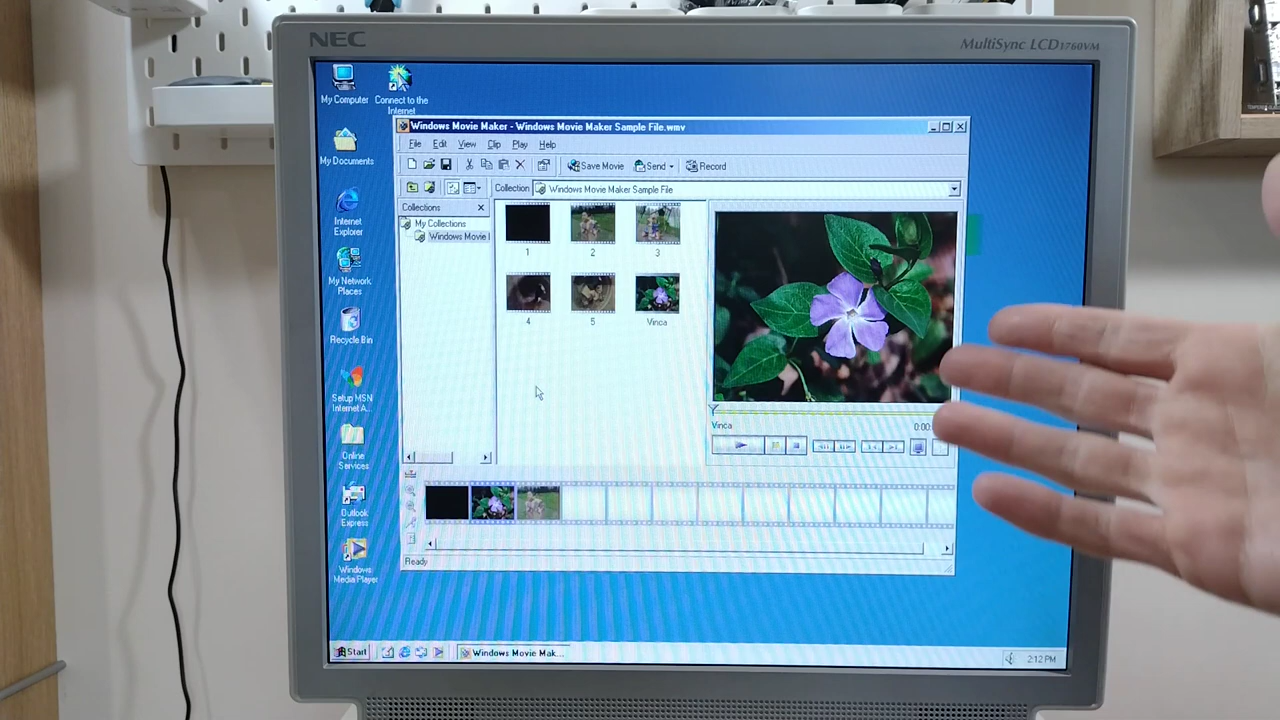 NEC
MultiSync LCD1760VM
My Computer
Connect to the
Internet
My Documents
Internet
Explorer
My Network
Places
Recycle Bin
Setup MSN
Internet A...
Online
Services
Outlook
Express
Windows
Media Player
Windows Movie Maker - Windows Movie Maker Sample File.wmv
File Edit View Clip Play Help
Save Movie Send Record
Collection Windows Movie Maker Sample File
Collections
My Collections
Windows Movie
1 2 3
4 5 Vinca
Vinca 0:00:
Ready
Start Windows Movie Mak... 2:12 PM